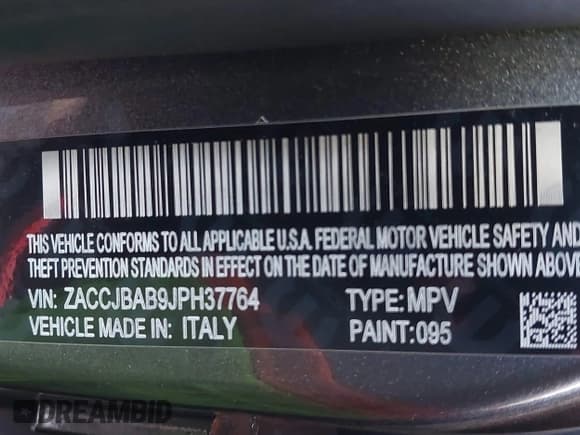 THIS VEHICLE CONFORMS TO ALL APPLICABLE U.S.A. FEDERAL MOTOR VEHICLE SAFETY AND
THEFT PREVENTION STANDARDS IN EFFECT ON THE DATE OF MANUFACTURE SHOWN ABOVE
VIN: ZACCJBAB9JPH37764 TYPE: MPV
VEHICLE MADE IN: ITALY PAINT: 095
DREAMBID